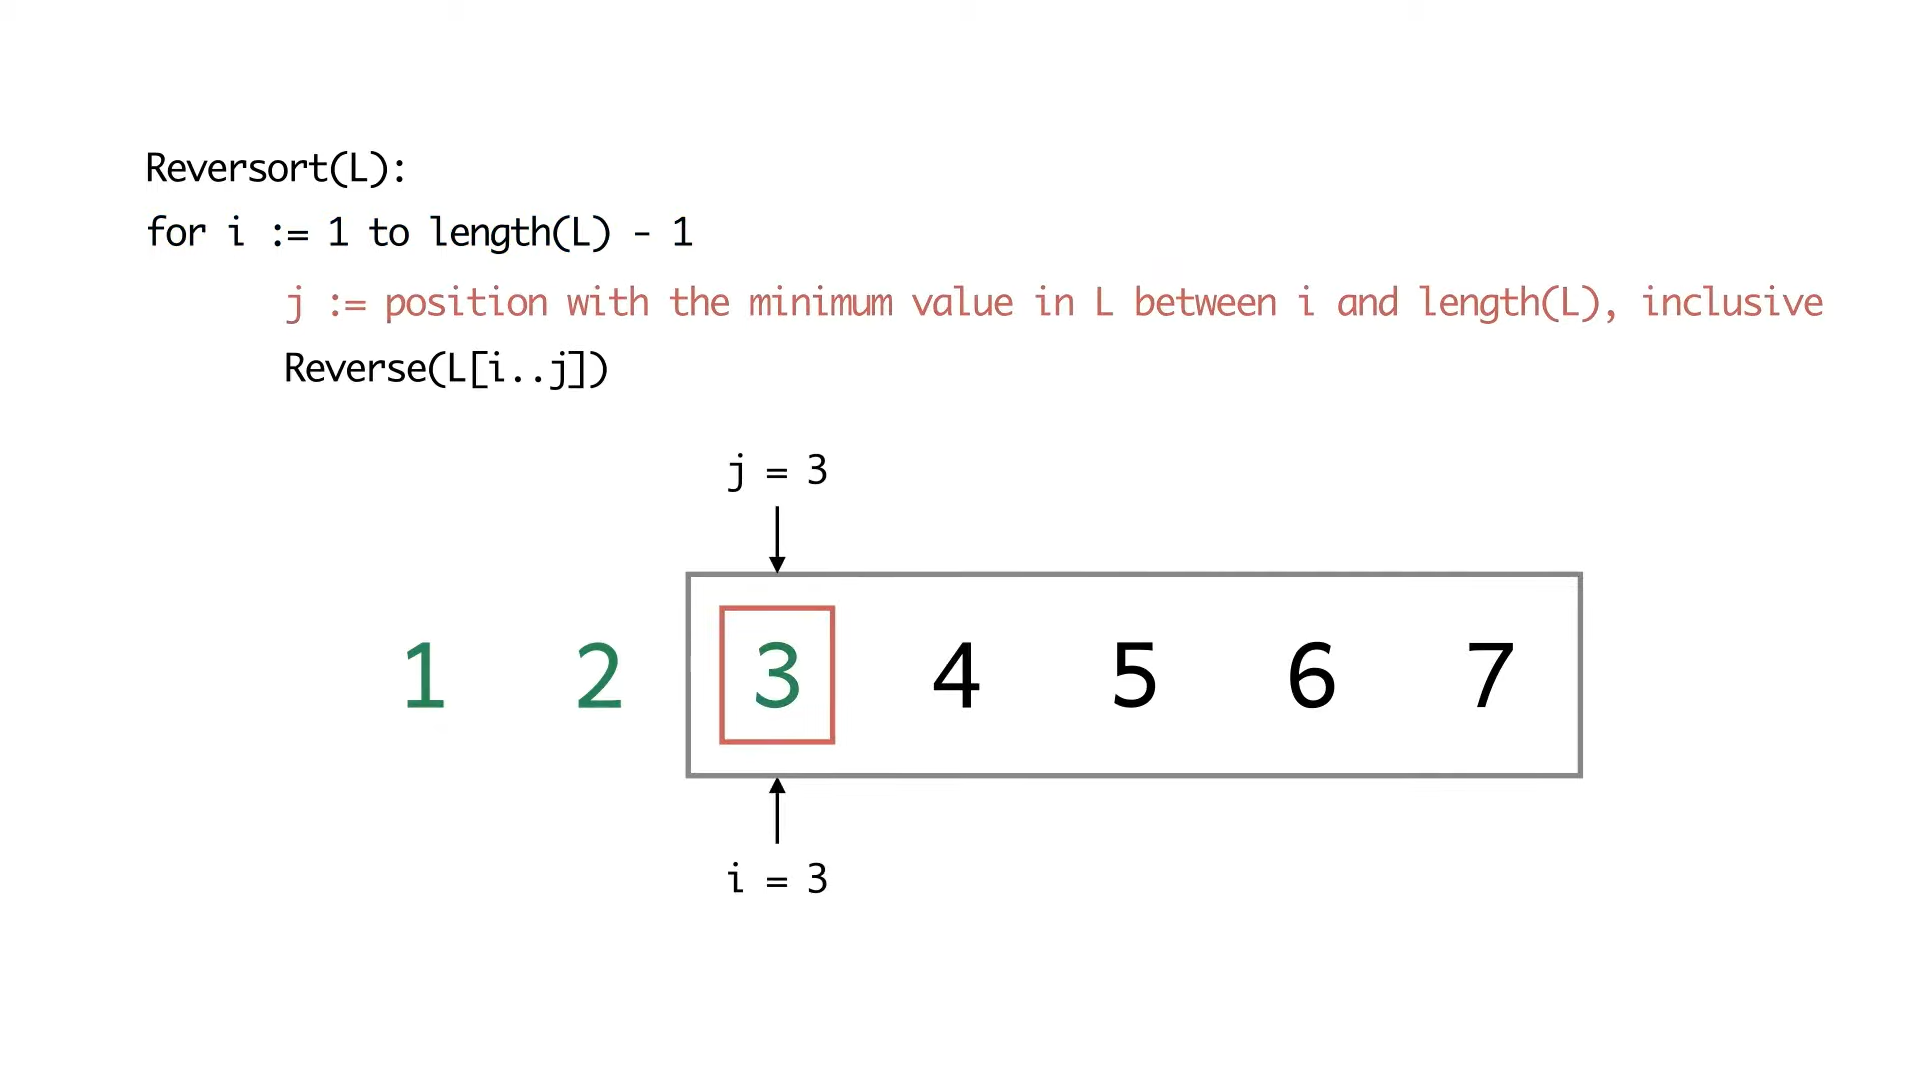 Reversort(L):
for i := 1 to length(L) - 1
j := position with the minimum value in L between i and length(L), inclusive
Reverse(L[i..j])
j = 3
1 2 3 4 5 6 7
i = 3